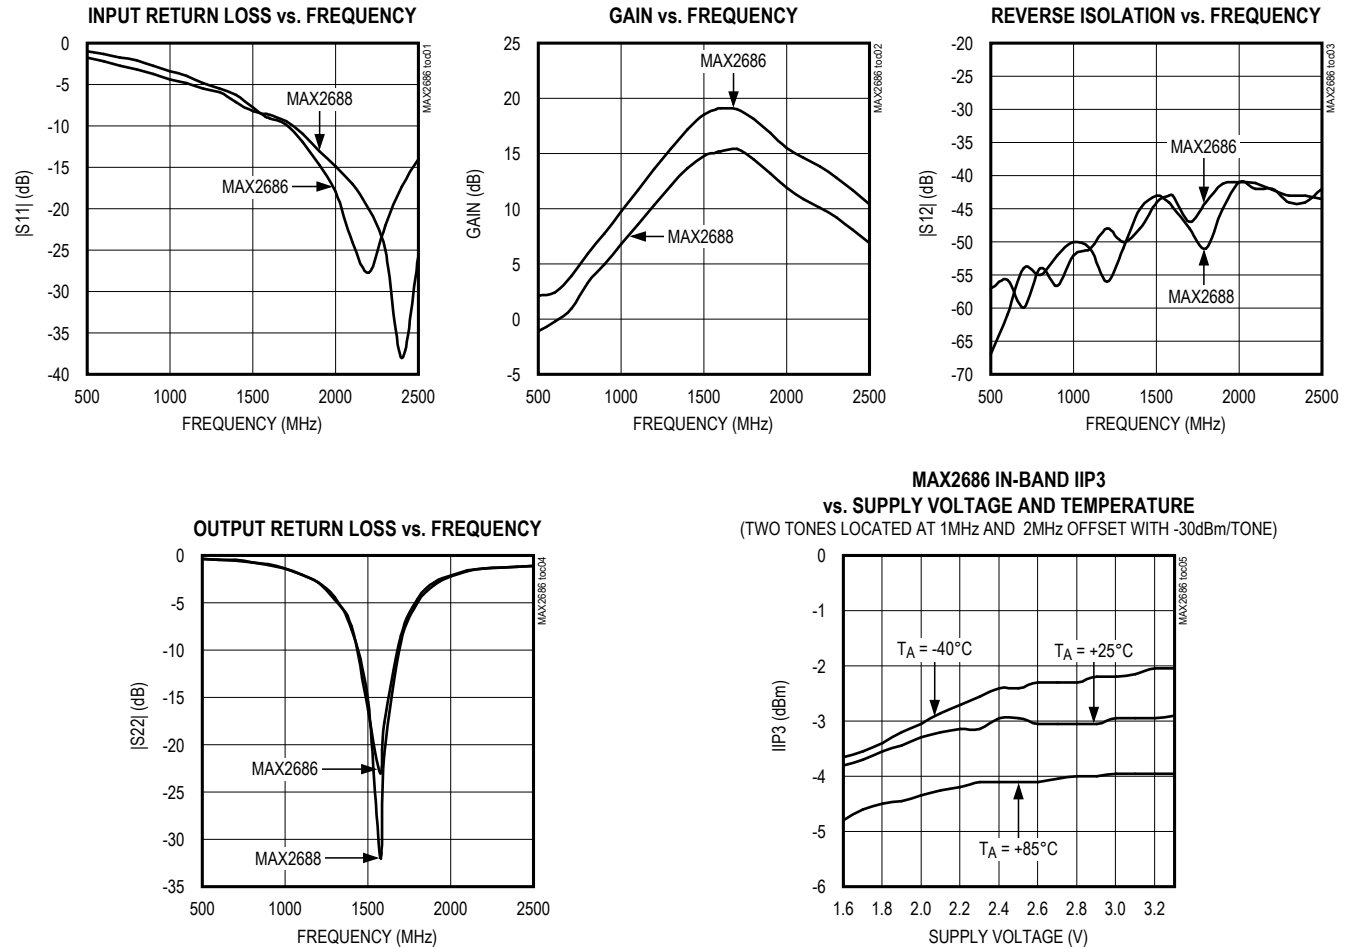 INPUT RETURN LOSS vs. FREQUENCY
0
-5
-10
-15
-20
-25
-30
-35
-40
|S11| (dB)
MAX2688
MAX2686
MAX2686 toc01
500 1000 1500 2000 2500
FREQUENCY (MHz)
GAIN vs. FREQUENCY
25
20
15
10
5
0
-5
GAIN (dB)
MAX2686
MAX2688
MAX2686 toc02
500 1000 1500 2000 2500
FREQUENCY (MHz)
REVERSE ISOLATION vs. FREQUENCY
-20
-25
-30
-35
-40
-45
-50
-55
-60
-65
-70
|S12| (dB)
MAX2686
MAX2688
MAX2686 toc03
500 1000 1500 2000 2500
FREQUENCY (MHz)
OUTPUT RETURN LOSS vs. FREQUENCY
0
-5
-10
-15
-20
-25
-30
-35
|S22| (dB)
MAX2686
MAX2688
MAX2686 toc04
500 1000 1500 2000 2500
FREQUENCY (MHz)
MAX2686 IN-BAND IIP3
vs. SUPPLY VOLTAGE AND TEMPERATURE
(TWO TONES LOCATED AT 1MHz AND 2MHz OFFSET WITH -30dBm/TONE)
0
-1
-2
-3
-4
-5
-6
IIP3 (dBm)
TA = -40°C
TA = +25°C
TA = +85°C
MAX2686 toc05
1.6 1.8 2.0 2.2 2.4 2.6 2.8 3.0 3.2
SUPPLY VOLTAGE (V)